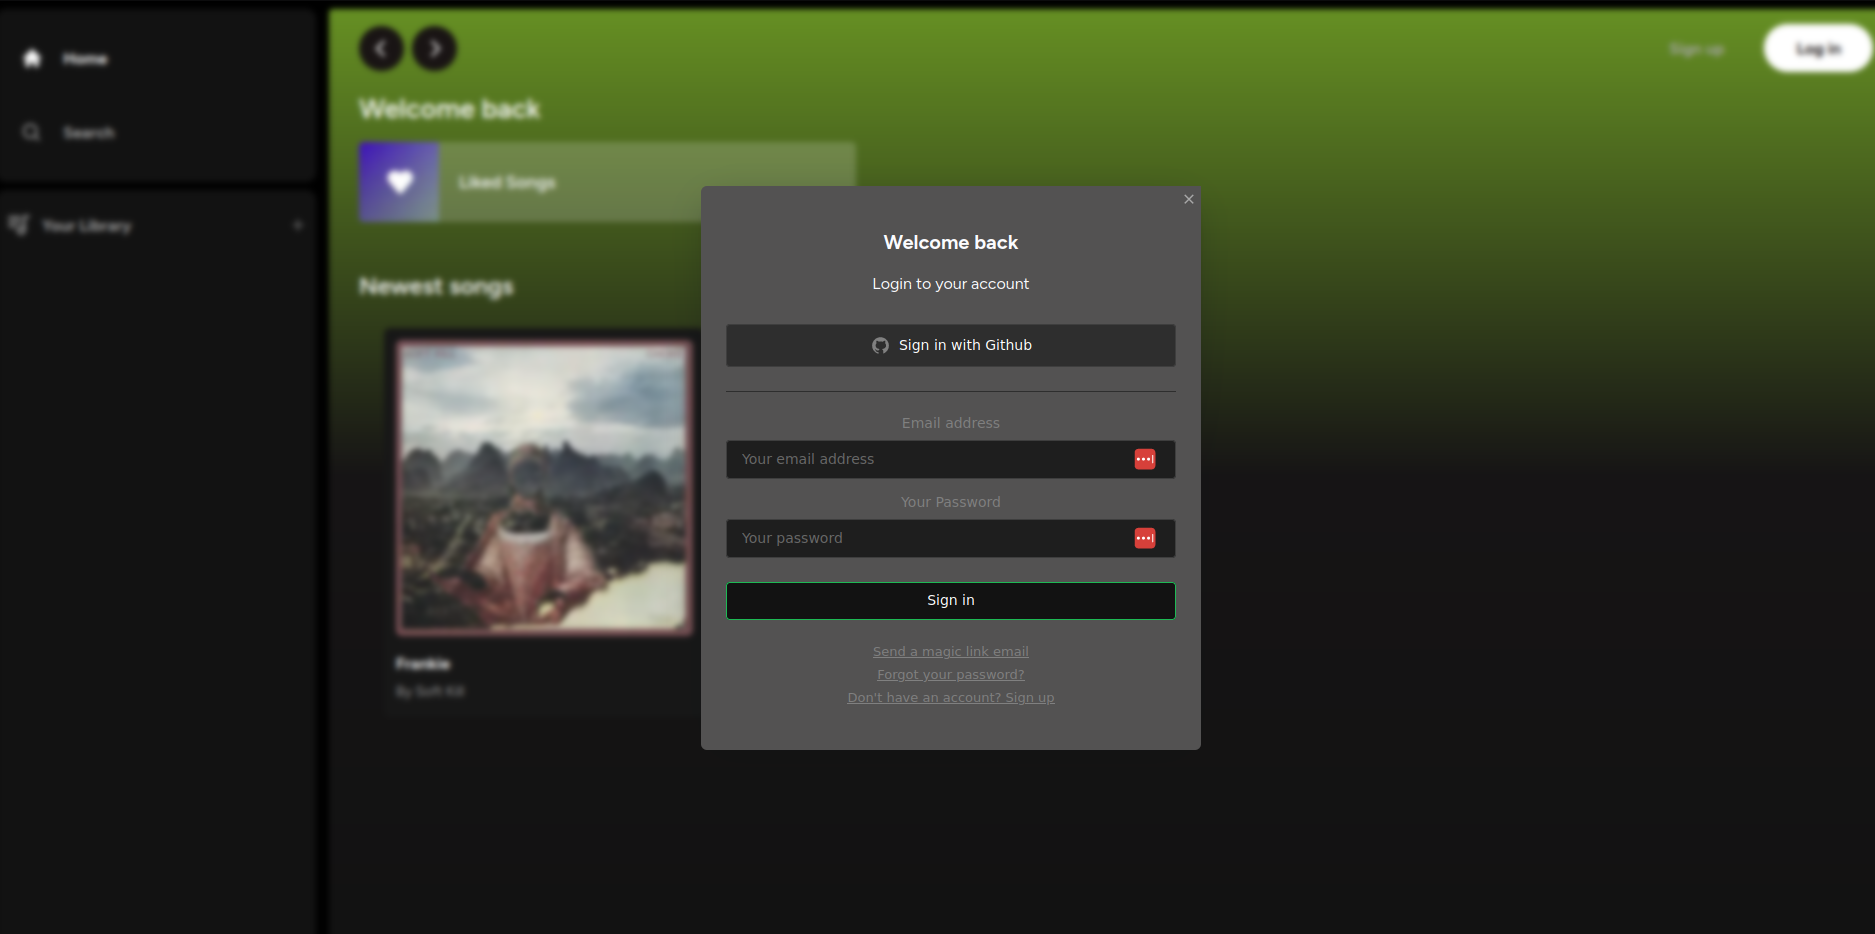 Home
Search
Your Library
Sign up
Log in
Welcome back
Liked Songs
Newest songs
Frankie
By Soft Kill
Welcome back
Login to your account
Sign in with Github
Email address
Your email address
Your Password
Your password
Sign in
Send a magic link email
Forgot your password?
Don't have an account? Sign up